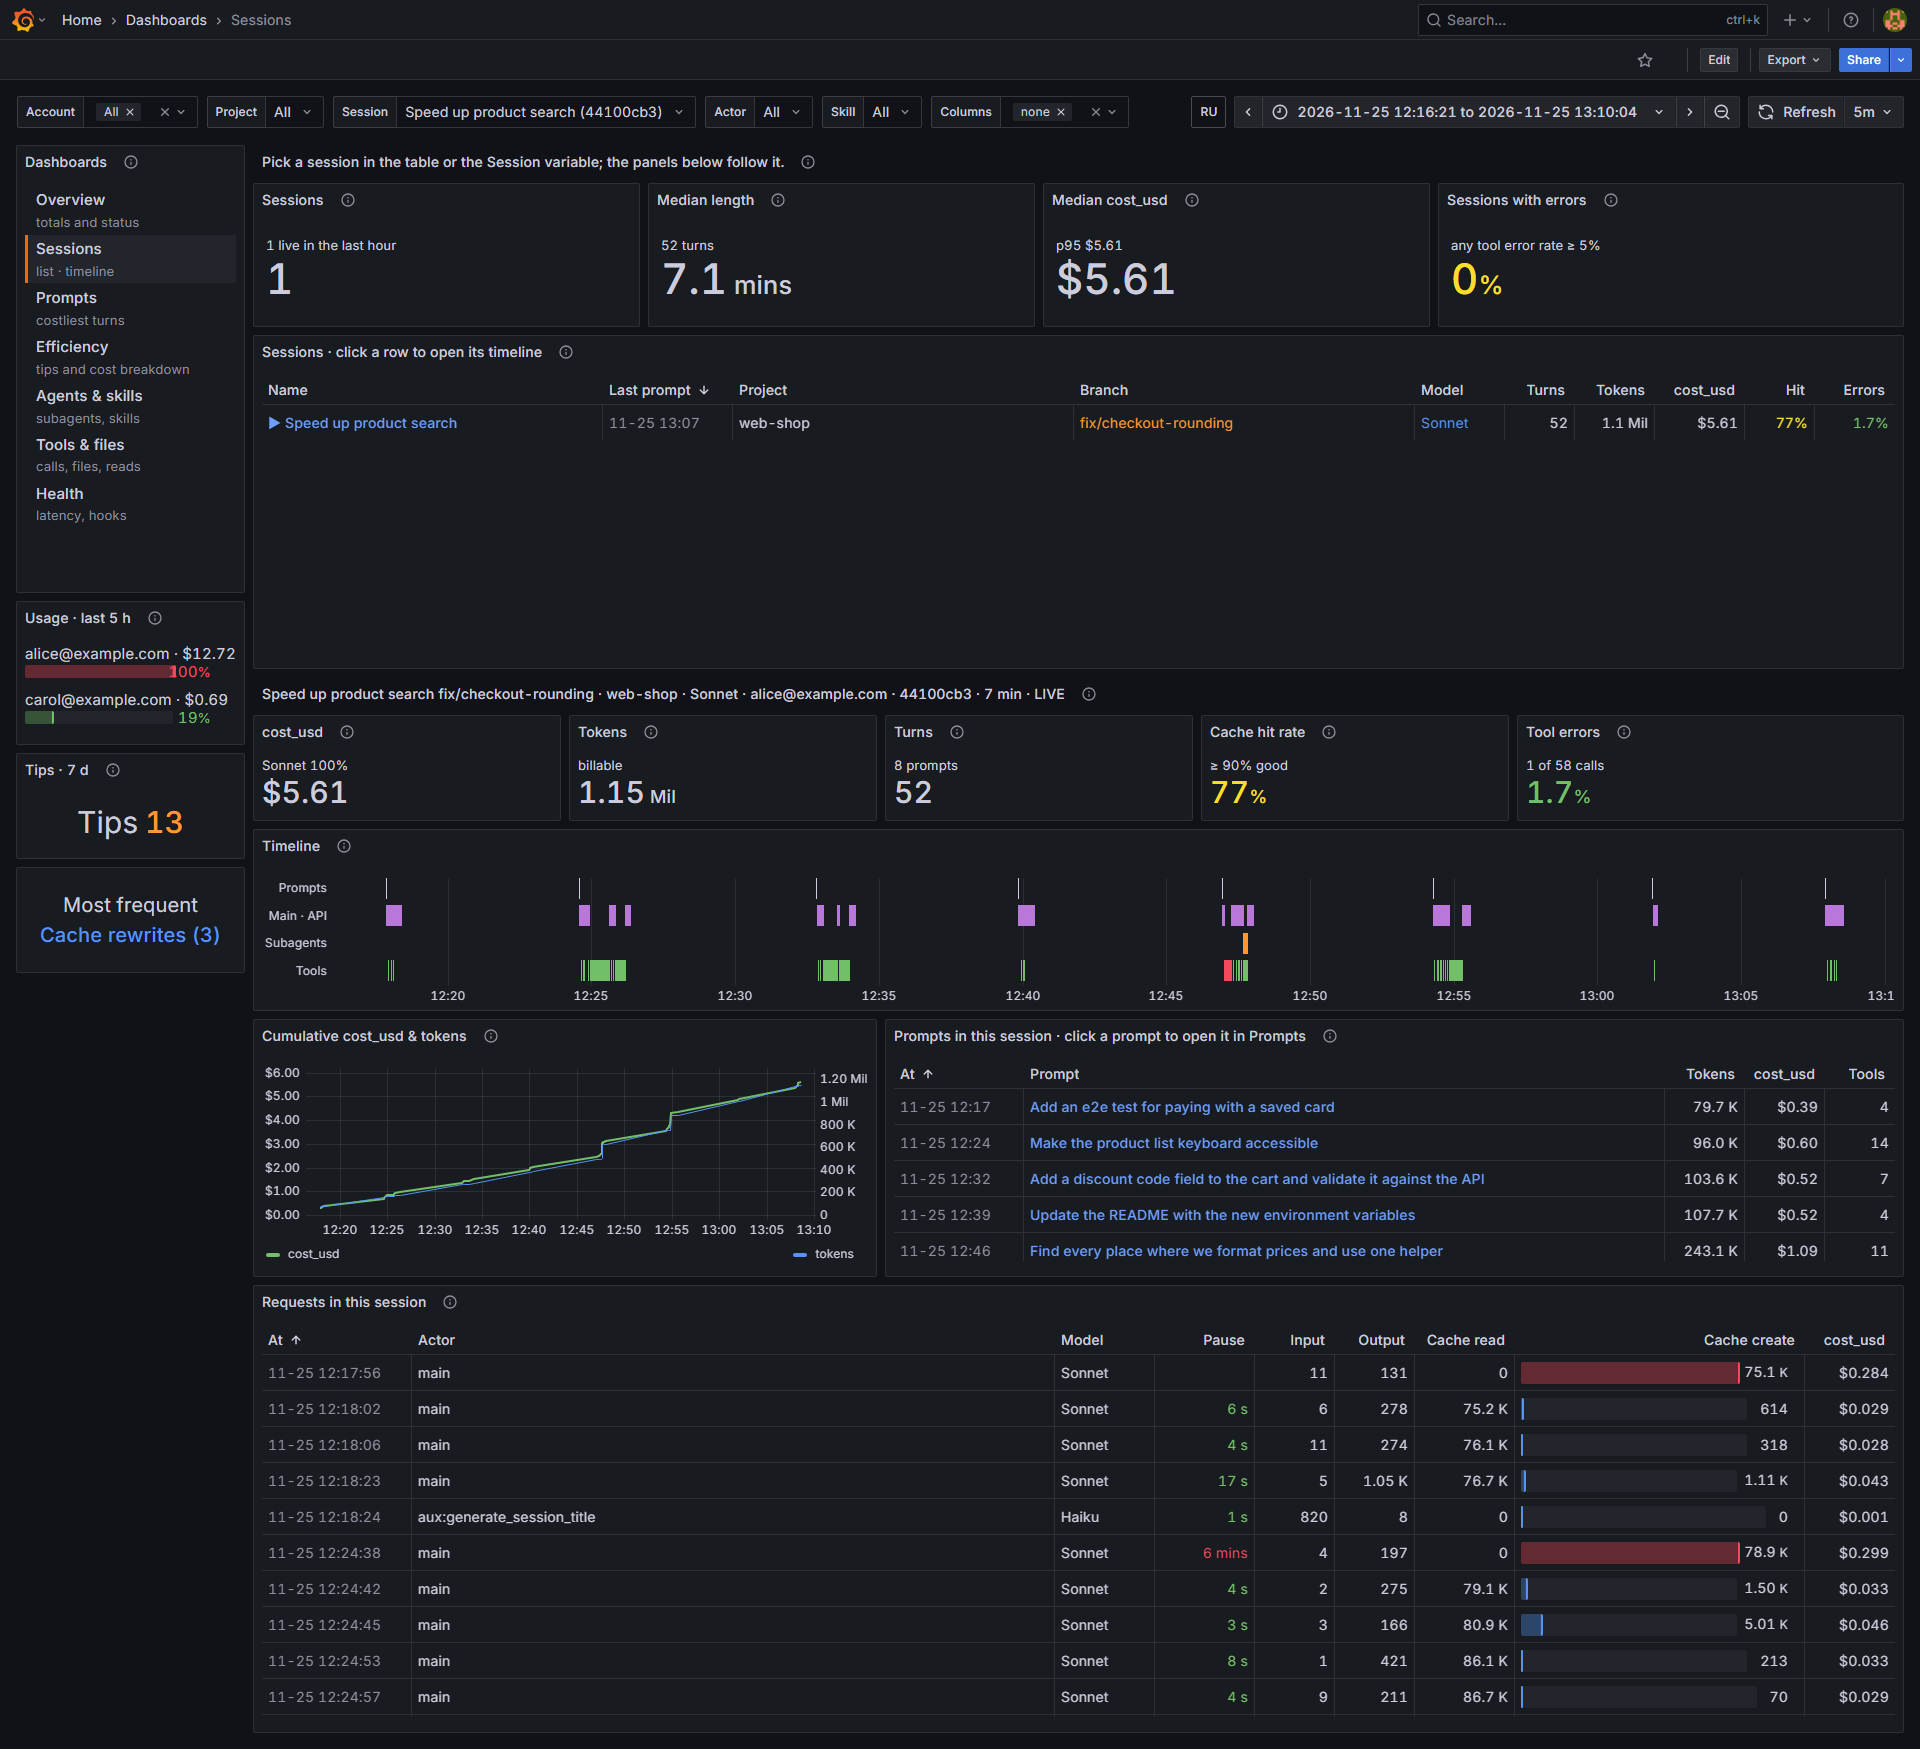 Home › Dashboards › Sessions
Search... ctrl+k
Edit Export Share
Account All Project All Session Speed up product search (44100cb3) Actor All Skill All Columns none RU 2026-11-25 12:16:21 to 2026-11-25 13:10:04 Refresh 5m
Dashboards
Overview
totals and status
Sessions
list · timeline
Prompts
costliest turns
Efficiency
tips and cost breakdown
Agents & skills
subagents, skills
Tools & files
calls, files, reads
Health
latency, hooks
Usage · last 5 h
alice@example.com · $12.72
100%
carol@example.com · $0.69
19%
Tips · 7 d
Tips 13
Most frequent
Cache rewrites (3)
Pick a session in the table or the Session variable; the panels below follow it.
Sessions
1 live in the last hour
1
Median length
52 turns
7.1 mins
Median cost_usd
p95 $5.61
$5.61
Sessions with errors
any tool error rate ≥ 5%
0%
Sessions · click a row to open its timeline
Name Last prompt Project Branch Model Turns Tokens cost_usd Hit Errors
Speed up product search 11-25 13:07 web-shop fix/checkout-rounding Sonnet 52 1.1 Mil $5.61 77% 1.7%
Speed up product search fix/checkout-rounding · web-shop · Sonnet · alice@example.com · 44100cb3 · 7 min · LIVE
cost_usd
Sonnet 100%
$5.61
Tokens
billable
1.15 Mil
Turns
8 prompts
52
Cache hit rate
≥ 90% good
77%
Tool errors
1 of 58 calls
1.7%
Timeline
Prompts
Main · API
Subagents
Tools
12:20 12:25 12:30 12:35 12:40 12:45 12:50 12:55 13:00 13:05 13:1
Cumulative cost_usd & tokens
$6.00
$5.00
$4.00
$3.00
$2.00
$1.00
$0.00
1.20 Mil
1 Mil
800 K
600 K
400 K
200 K
0
12:20 12:25 12:30 12:35 12:40 12:45 12:50 12:55 13:00 13:05 13:10
cost_usd tokens
Prompts in this session · click a prompt to open it in Prompts
At Prompt Tokens cost_usd Tools
11-25 12:17 Add an e2e test for paying with a saved card 79.7 K $0.39 4
11-25 12:24 Make the product list keyboard accessible 96.0 K $0.60 14
11-25 12:32 Add a discount code field to the cart and validate it against the API 103.6 K $0.52 7
11-25 12:39 Update the README with the new environment variables 107.7 K $0.52 4
11-25 12:46 Find every place where we format prices and use one helper 243.1 K $1.09 11
Requests in this session
At Actor Model Pause Input Output Cache read Cache create cost_usd
11-25 12:17:56 main Sonnet 11 131 0 75.1 K $0.284
11-25 12:18:02 main Sonnet 6 s 6 278 75.2 K 614 $0.029
11-25 12:18:06 main Sonnet 4 s 11 274 76.1 K 318 $0.028
11-25 12:18:23 main Sonnet 17 s 5 1.05 K 76.7 K 1.11 K $0.043
11-25 12:18:24 aux:generate_session_title Haiku 1 s 820 8 0 0 $0.001
11-25 12:24:38 main Sonnet 6 mins 4 197 0 78.9 K $0.299
11-25 12:24:42 main Sonnet 4 s 2 275 79.1 K 1.50 K $0.033
11-25 12:24:45 main Sonnet 3 s 3 166 80.9 K 5.01 K $0.046
11-25 12:24:53 main Sonnet 8 s 1 421 86.1 K 213 $0.033
11-25 12:24:57 main Sonnet 4 s 9 211 86.7 K 70 $0.029